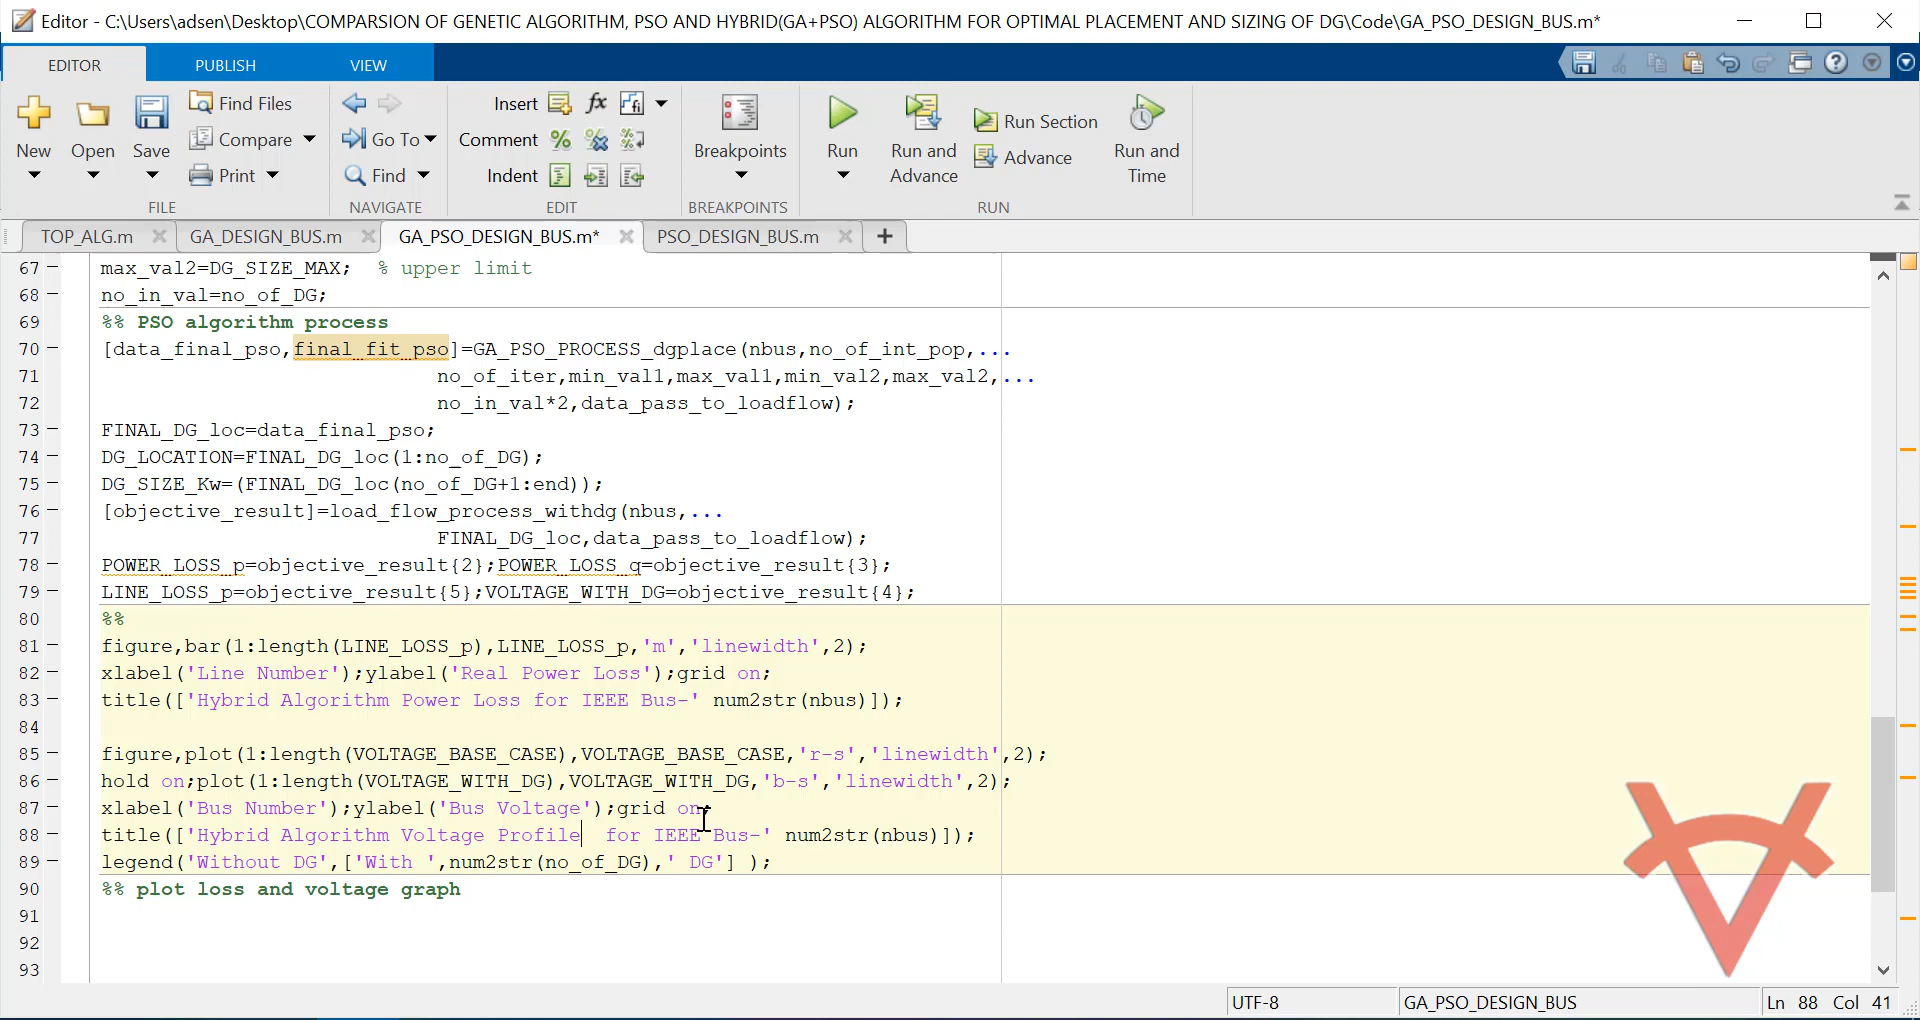 Editor - C:\Users\adsen\Desktop\COMPARSION OF GENETIC ALGORITHM, PSO AND HYBRID(GA+PSO) ALGORITHM FOR OPTIMAL PLACEMENT AND SIZING OF DG\Code\GA_PSO_DESIGN_BUS.m*
EDITOR PUBLISH VIEW
New Open Save Find Files Compare Print
Go To Find
Insert fx Comment Indent
Breakpoints
Run Run and Advance Run Section Advance Run and Time
FILE NAVIGATE EDIT BREAKPOINTS RUN
TOP_ALG.m GA_DESIGN_BUS.m GA_PSO_DESIGN_BUS.m* PSO_DESIGN_BUS.m
67 – max_val2=DG_SIZE_MAX;  % upper limit
68 – no_in_val=no_of_DG;
69 %% PSO algorithm process
70 – [data_final_pso,final_fit_pso]=GA_PSO_PROCESS_dgplace(nbus,no_of_int_pop,...
71 no_of_iter,min_val1,max_val1,min_val2,max_val2,...
72 no_in_val*2,data_pass_to_loadflow);
73 – FINAL_DG_loc=data_final_pso;
74 – DG_LOCATION=FINAL_DG_loc(1:no_of_DG);
75 – DG_SIZE_Kw=(FINAL_DG_loc(no_of_DG+1:end));
76 – [objective_result]=load_flow_process_withdg(nbus,...
77 FINAL_DG_loc,data_pass_to_loadflow);
78 – POWER_LOSS_p=objective_result{2};POWER_LOSS_q=objective_result{3};
79 – LINE_LOSS_p=objective_result{5};VOLTAGE_WITH_DG=objective_result{4};
80 %%
81 – figure,bar(1:length(LINE_LOSS_p),LINE_LOSS_p,'m','linewidth',2);
82 – xlabel('Line Number');ylabel('Real Power Loss');grid on;
83 – title(['Hybrid Algorithm Power Loss for IEEE Bus-' num2str(nbus)]);
84
85 – figure,plot(1:length(VOLTAGE_BASE_CASE),VOLTAGE_BASE_CASE,'r-s','linewidth',2);
86 – hold on;plot(1:length(VOLTAGE_WITH_DG),VOLTAGE_WITH_DG,'b-s','linewidth',2);
87 – xlabel('Bus Number');ylabel('Bus Voltage');grid on;
88 – title(['Hybrid Algorithm Voltage Profile  for IEEE Bus-' num2str(nbus)]);
89 – legend('Without DG',['With ',num2str(no_of_DG),' DG'] );
90 %% plot loss and voltage graph
91
92
93
UTF-8 GA_PSO_DESIGN_BUS Ln 88 Col 41